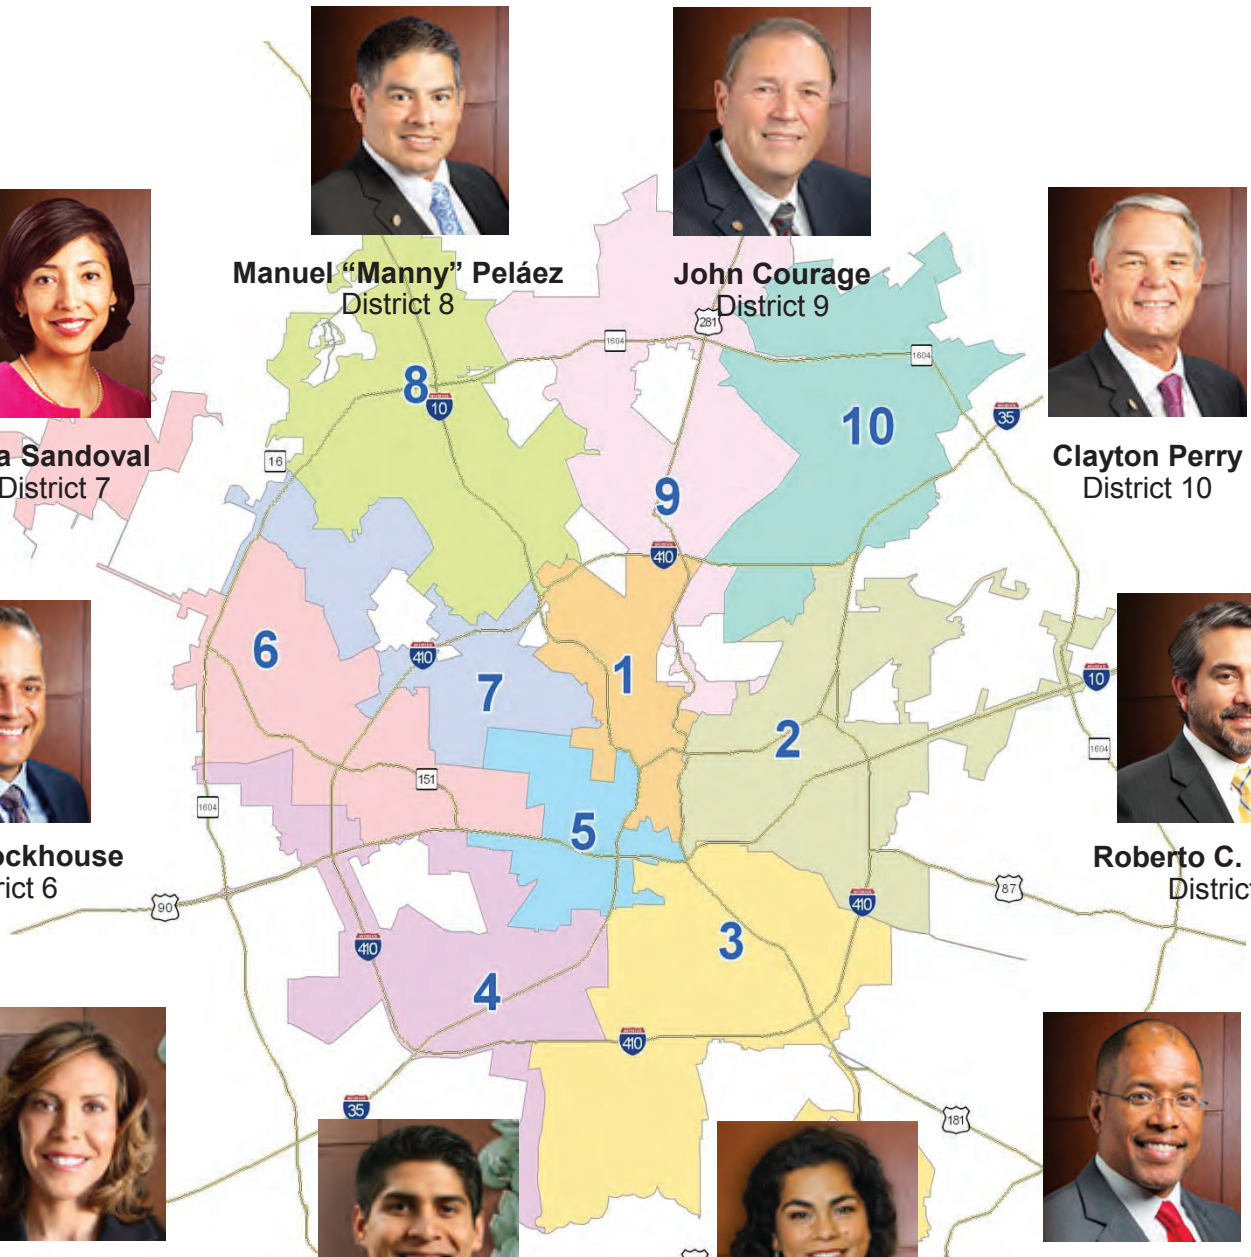 Manuel “Manny” Peláez
District 8
John Courage
District 9
281
1604
1604
8
10
10
35
a Sandoval
District 7
Clayton Perry
District 10
16
9
410
6
410
1
7
2
10
1604
151
1604
5
ockhouse
rict 6
Roberto C.
District
90
87
410
410
3
4
410
35
181